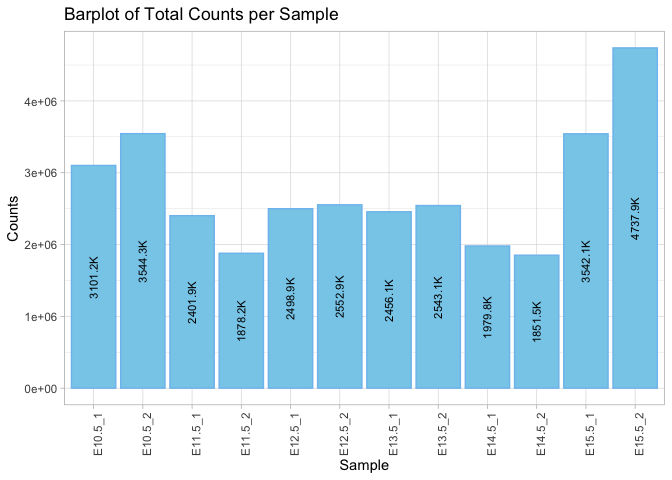 Barplot of Total Counts per Sample
Counts
4e+06
3e+06
2e+06
1e+06
0e+00
3101.2K
3544.3K
2401.9K
1878.2K
2498.9K
2552.9K
2456.1K
2543.1K
1979.8K
1851.5K
3542.1K
4737.9K
E10.5_1
E10.5_2
E11.5_1
E11.5_2
E12.5_1
E12.5_2
E13.5_1
E13.5_2
E14.5_1
E14.5_2
E15.5_1
E15.5_2
Sample